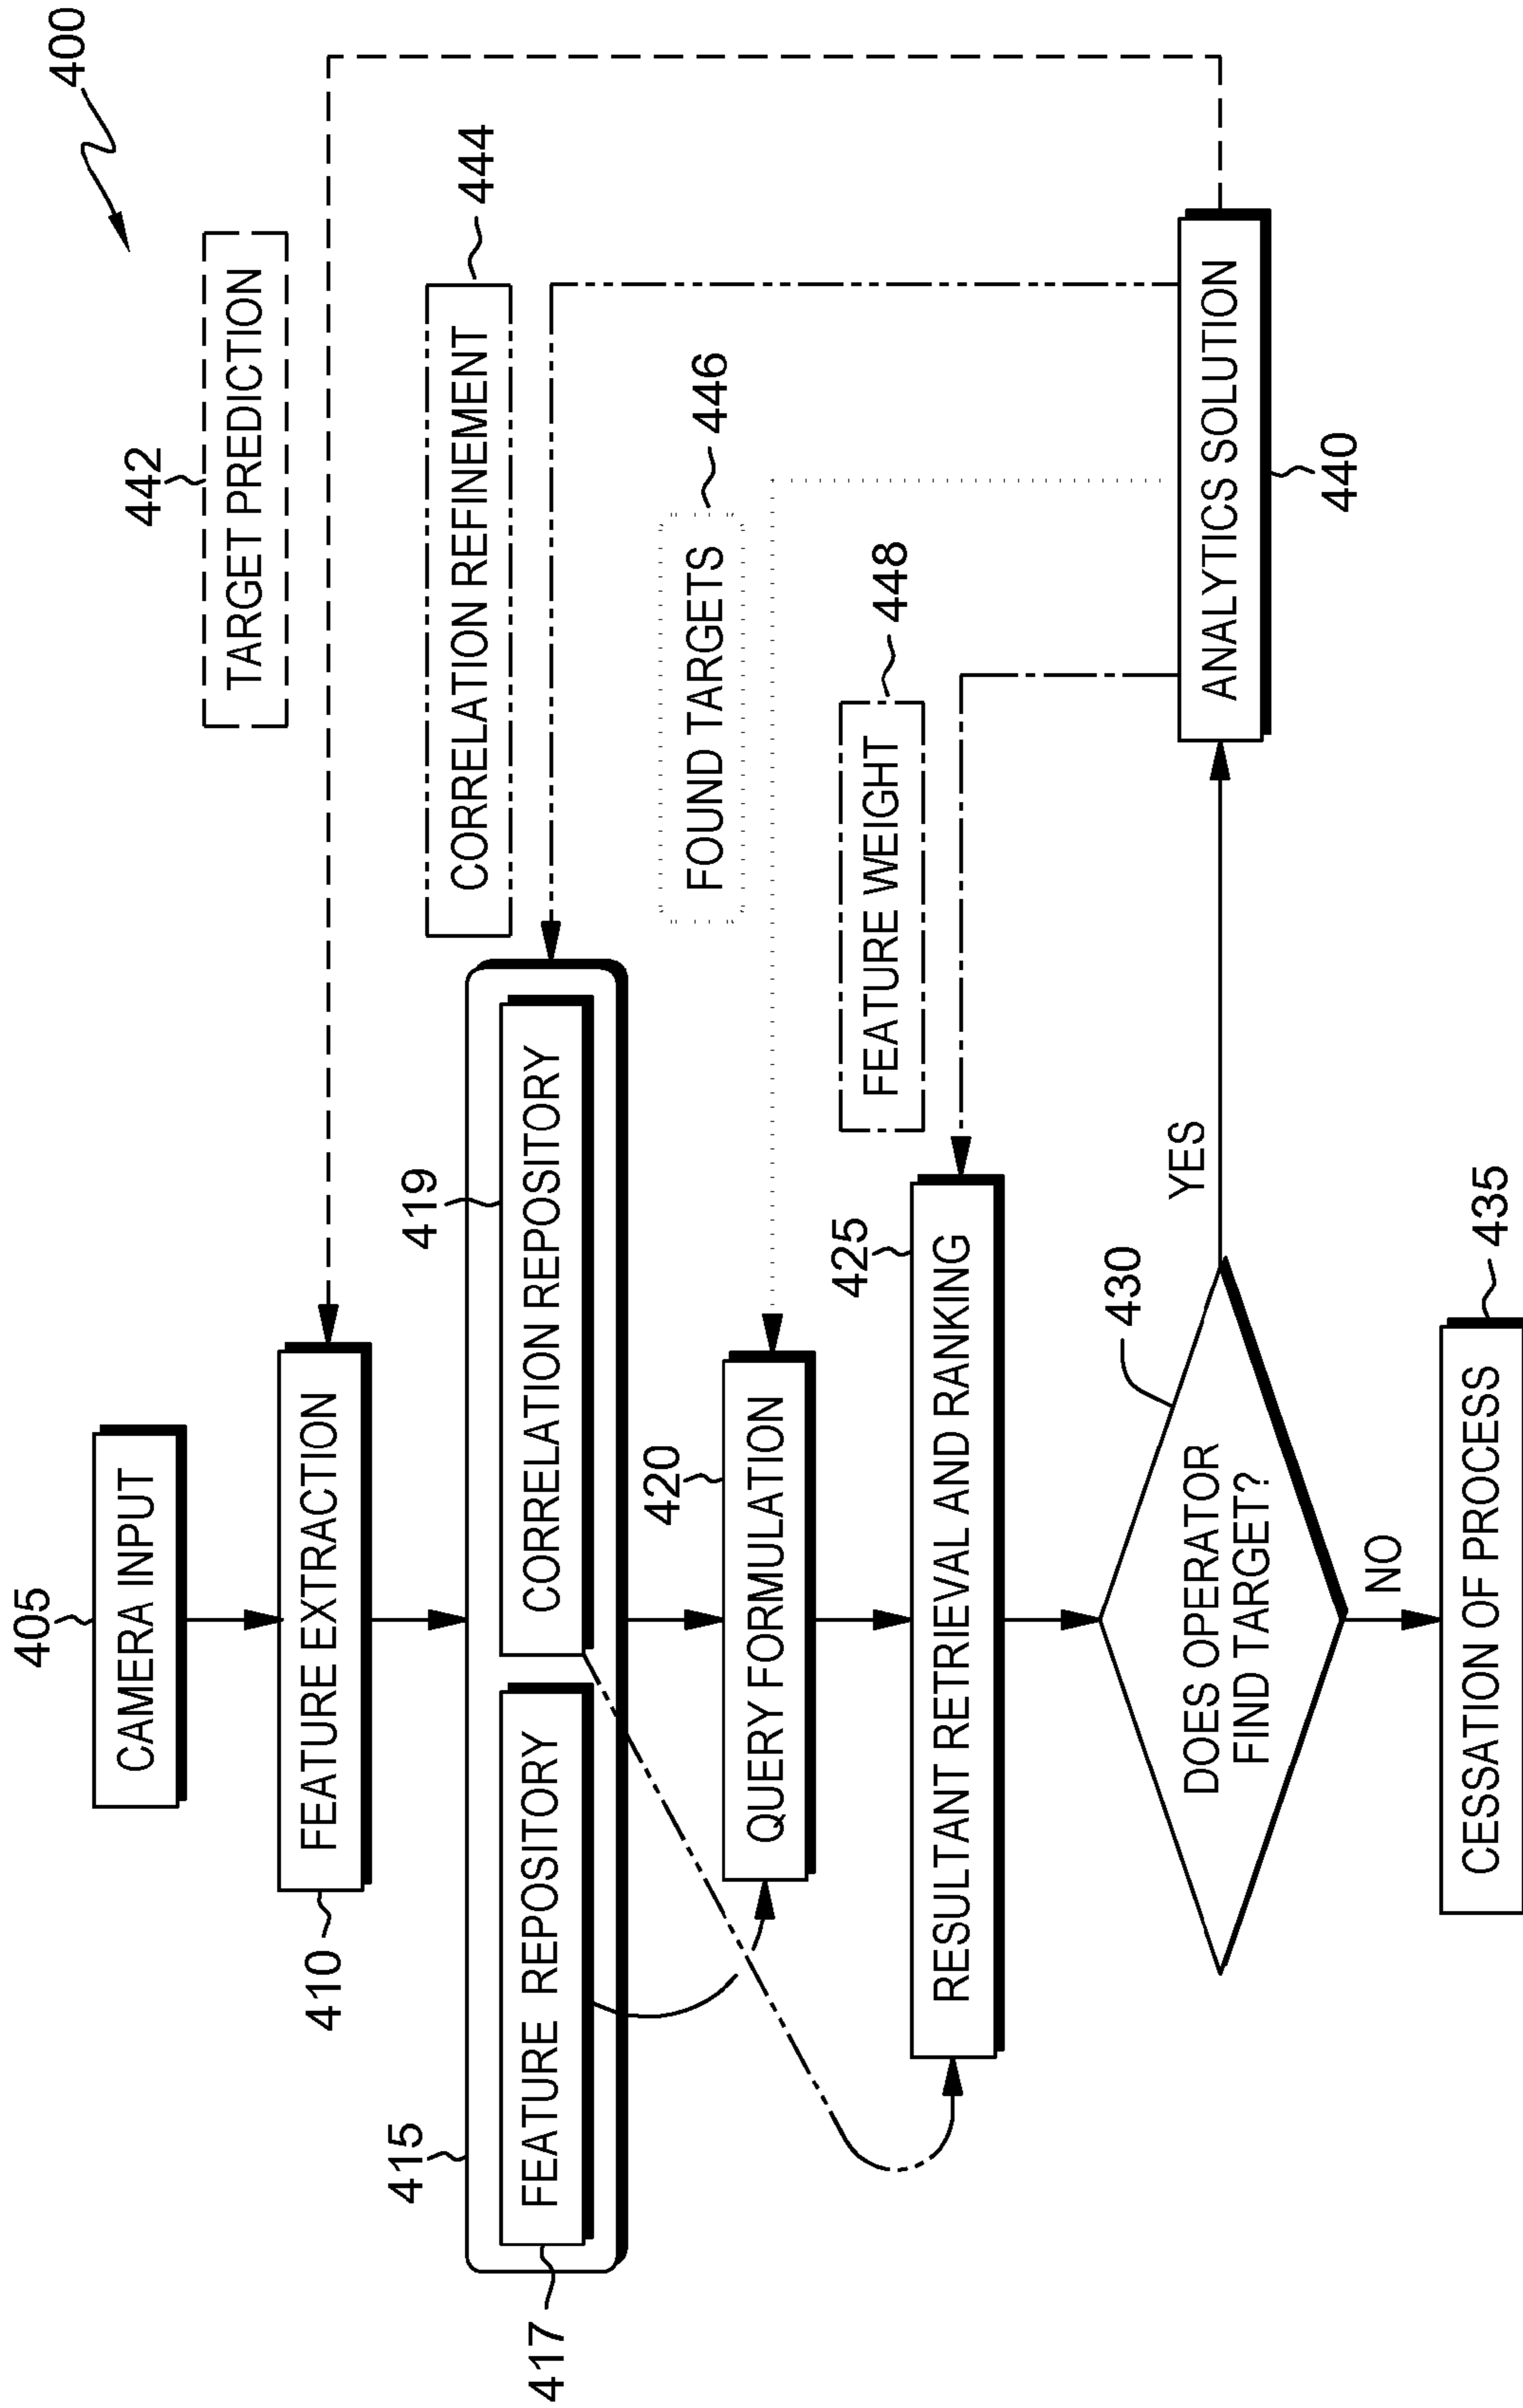 400
405
CAMERA INPUT
442
TARGET PREDICTION
410
FEATURE EXTRACTION
444
CORRELATION REFINEMENT
415
419
417
FEATURE REPOSITORY
CORRELATION REPOSITORY
446
FOUND TARGETS
420
QUERY FORMULATION
448
FEATURE WEIGHT
425
RESULTANT RETRIEVAL AND RANKING
430
DOES OPERATOR
FIND TARGET?
YES
ANALYTICS SOLUTION
440
NO
435
CESSATION OF PROCESS